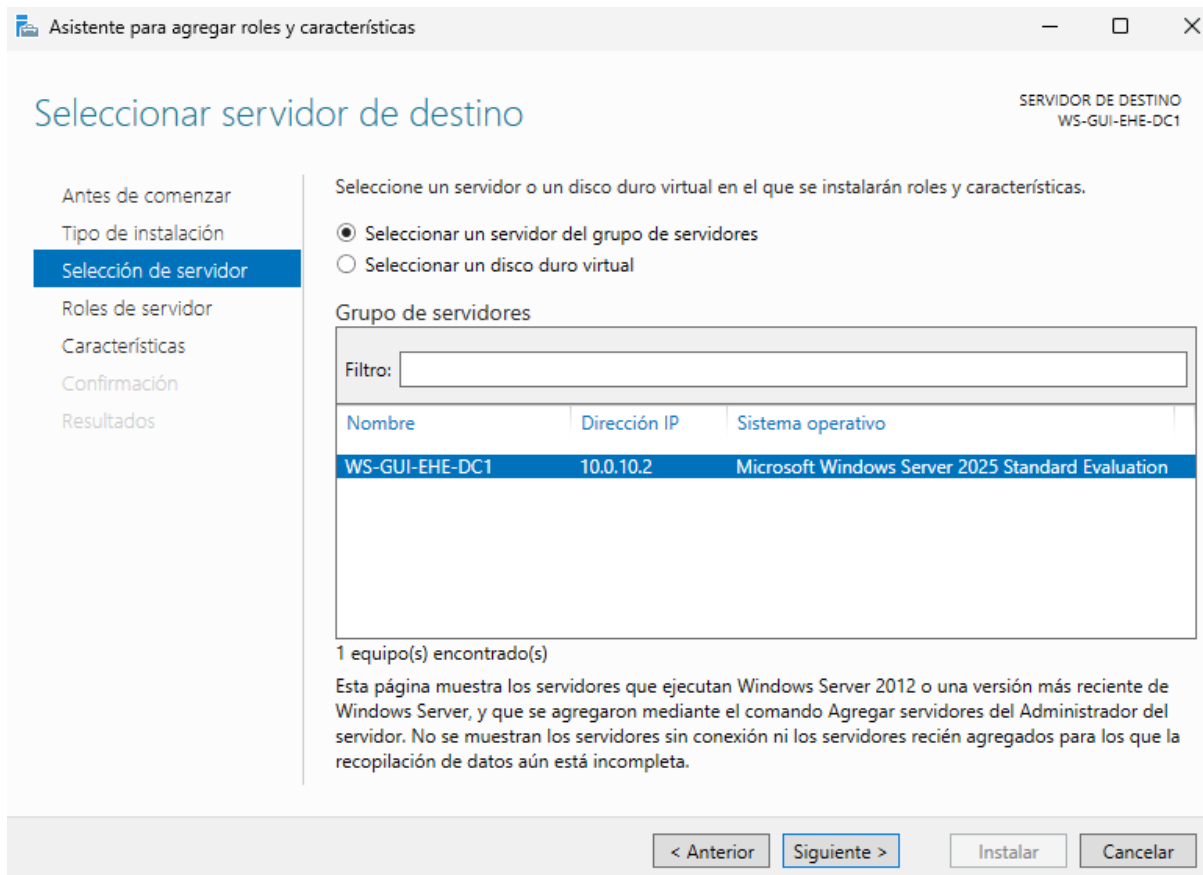 Asistente para agregar roles y características
Seleccionar servidor de destino
SERVIDOR DE DESTINO
WS-GUI-EHE-DC1
Antes de comenzar
Tipo de instalación
Selección de servidor
Roles de servidor
Características
Confirmación
Resultados
Seleccione un servidor o un disco duro virtual en el que se instalarán roles y características.
Seleccionar un servidor del grupo de servidores
Seleccionar un disco duro virtual
Grupo de servidores
Filtro:
Nombre Dirección IP Sistema operativo
WS-GUI-EHE-DC1 10.0.10.2 Microsoft Windows Server 2025 Standard Evaluation
1 equipo(s) encontrado(s)
Esta página muestra los servidores que ejecutan Windows Server 2012 o una versión más reciente de
Windows Server, y que se agregaron mediante el comando Agregar servidores del Administrador del
servidor. No se muestran los servidores sin conexión ni los servidores recién agregados para los que la
recopilación de datos aún está incompleta.
< Anterior Siguiente > Instalar Cancelar